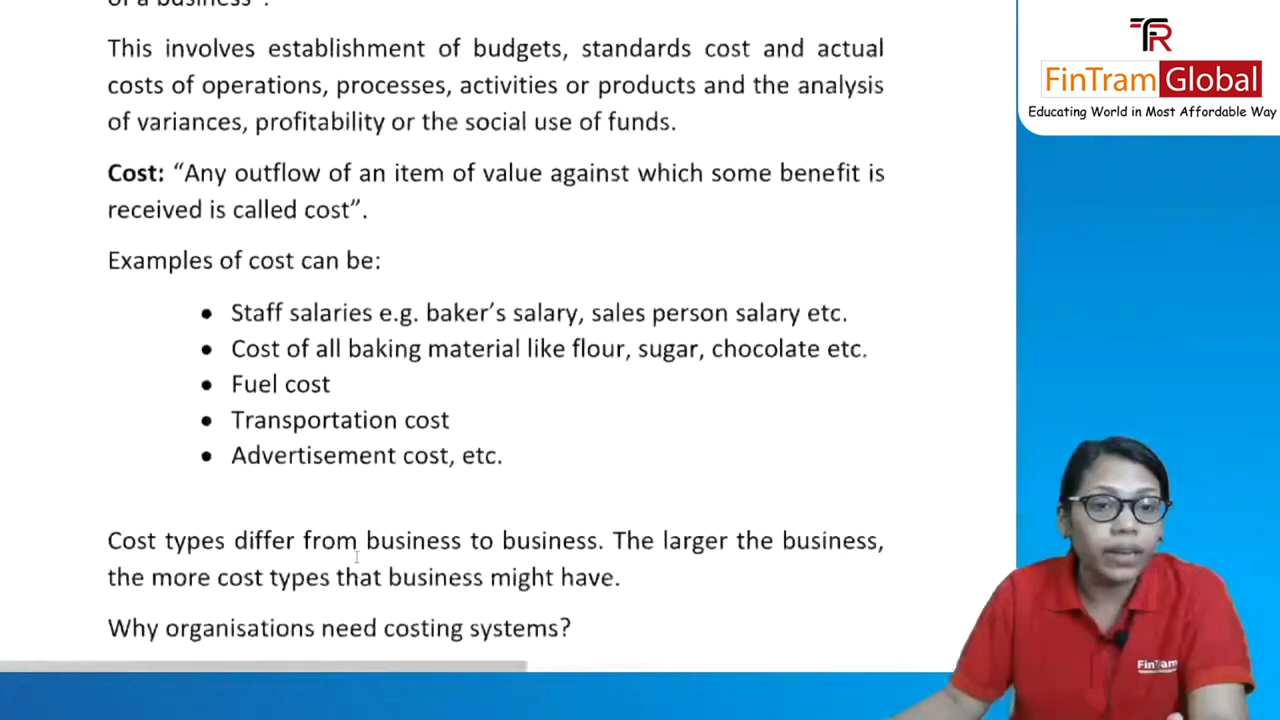 of a business".
This involves establishment of budgets, standards cost and actual
costs of operations, processes, activities or products and the analysis
of variances, profitability or the social use of funds.
Cost: “Any outflow of an item of value against which some benefit is
received is called cost”.
Examples of cost can be:
• Staff salaries e.g. baker’s salary, sales person salary etc.
• Cost of all baking material like flour, sugar, chocolate etc.
• Fuel cost
• Transportation cost
• Advertisement cost, etc.
Cost types differ from business to business. The larger the business,
the more cost types that business might have.
Why organisations need costing systems?
FinTram Global
Educating World in Most Affordable Way
FinTram